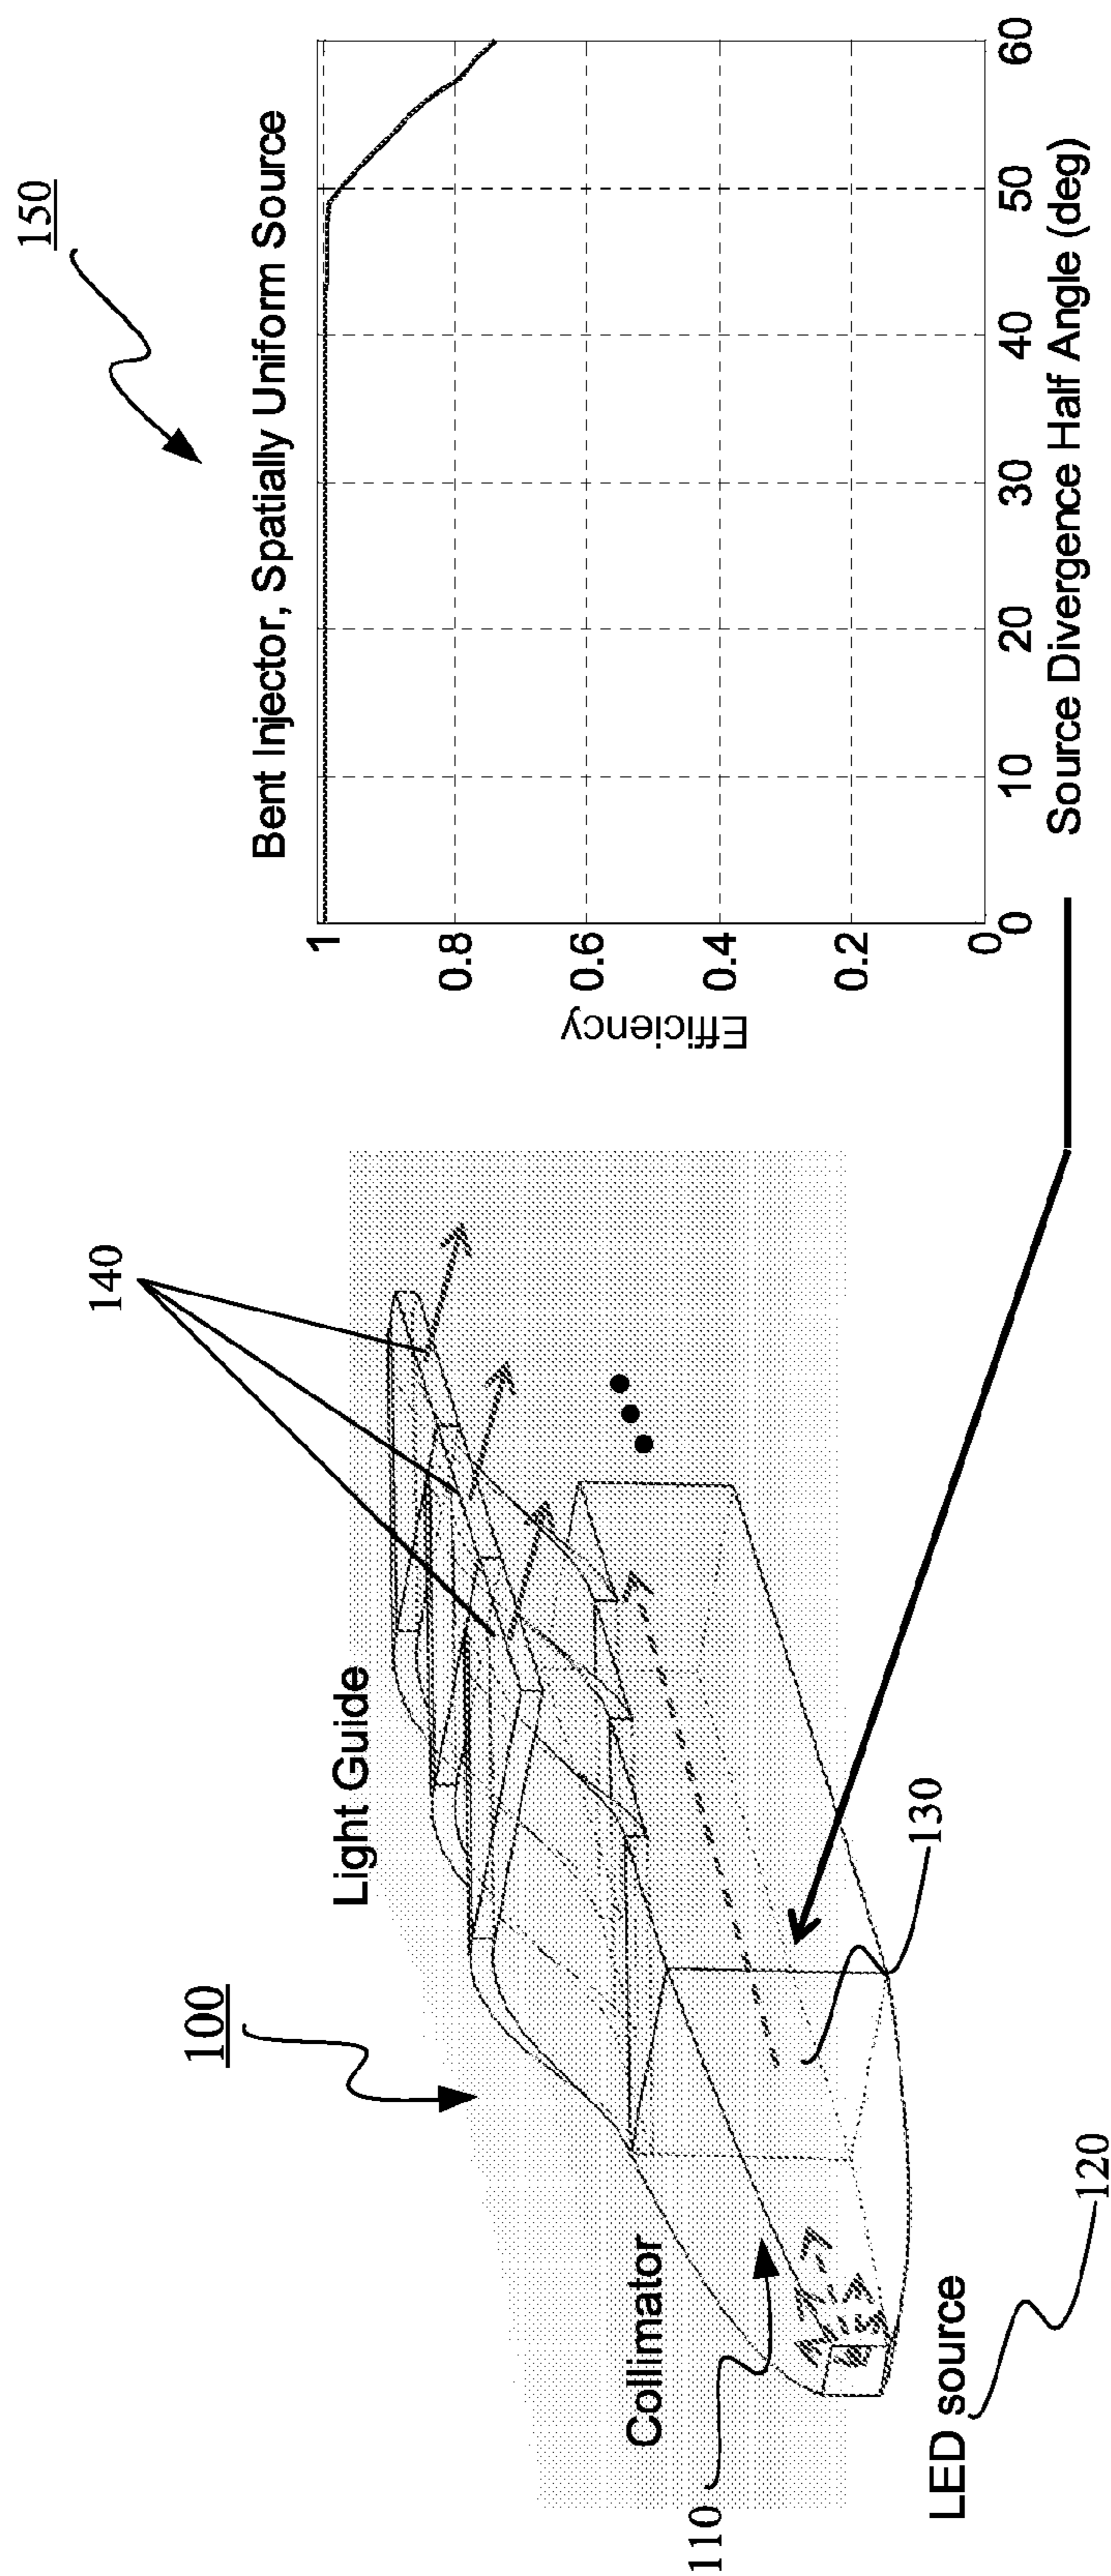 100
Light Guide
140
Collimator
110
LED source
120
130
150
Bent Injector, Spatially Uniform Source
Efficiency
1
0.8
0.6
0.4
0.2
0
0 10 20 30 40 50 60
Source Divergence Half Angle (deg)